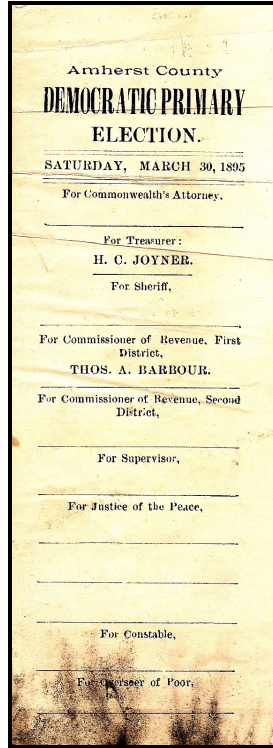 Amherst County
DEMOCRATIC PRIMARY
ELECTION.
SATURDAY, MARCH 30, 1895
For Commonwealth's Attorney,
For Treasurer:
H. C. JOYNER.
For Sheriff,
For Commissioner of Revenue, First
District,
THOS. A. BARBOUR.
For Commissioner of Revenue, Second
District,
For Supervisor,
For Justice of the Peace,
For Constable,
For Overseer of Poor,